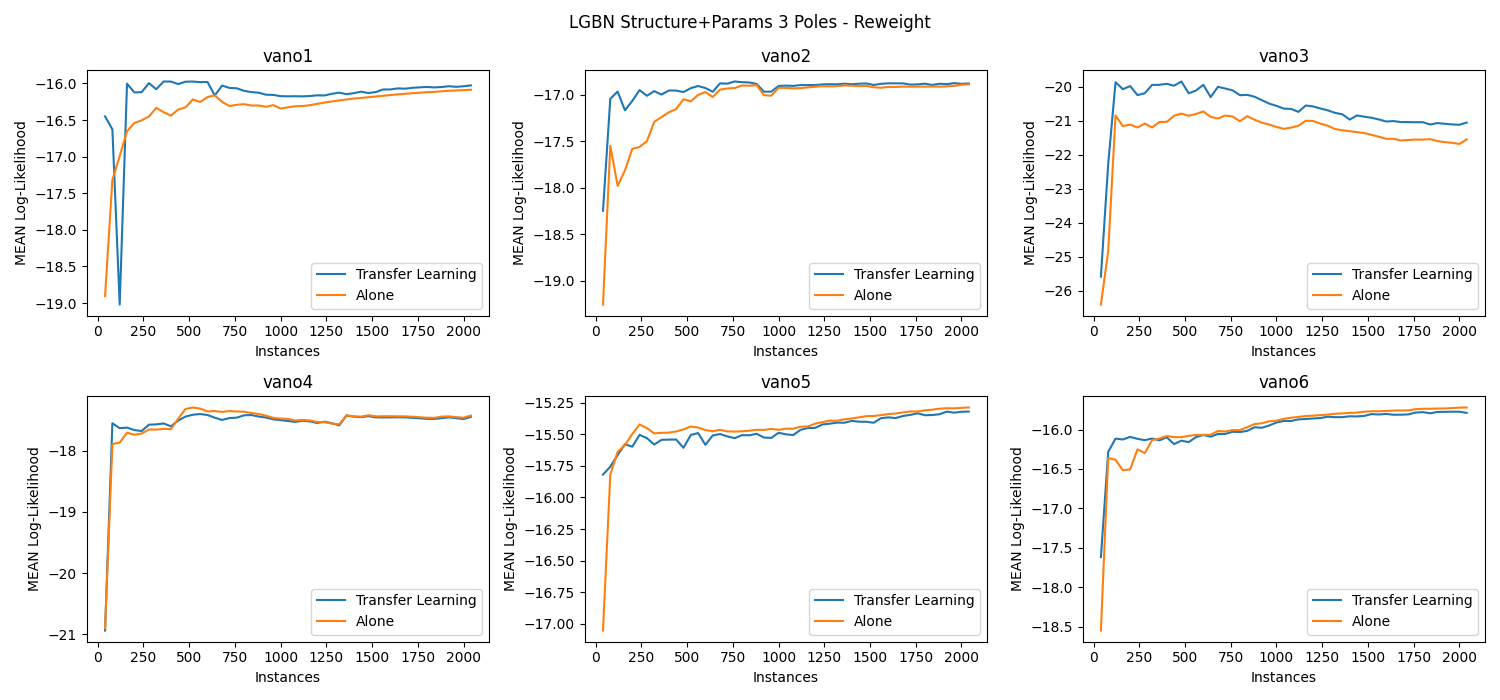 LGBN Structure+Params 3 Poles - Reweight
vano1
MEAN Log-Likelihood
−16.0
−16.5
−17.0
−17.5
−18.0
−18.5
−19.0
0 250 500 750 1000 1250 1500 1750 2000
Instances
Transfer Learning
Alone
vano2
MEAN Log-Likelihood
−17.0
−17.5
−18.0
−18.5
−19.0
0 250 500 750 1000 1250 1500 1750 2000
Instances
Transfer Learning
Alone
vano3
MEAN Log-Likelihood
−20
−21
−22
−23
−24
−25
−26
0 250 500 750 1000 1250 1500 1750 2000
Instances
Transfer Learning
Alone
vano4
MEAN Log-Likelihood
−18
−19
−20
−21
0 250 500 750 1000 1250 1500 1750 2000
Instances
Transfer Learning
Alone
vano5
MEAN Log-Likelihood
−15.25
−15.50
−15.75
−16.00
−16.25
−16.50
−16.75
−17.00
0 250 500 750 1000 1250 1500 1750 2000
Instances
Transfer Learning
Alone
vano6
MEAN Log-Likelihood
−16.0
−16.5
−17.0
−17.5
−18.0
−18.5
0 250 500 750 1000 1250 1500 1750 2000
Instances
Transfer Learning
Alone